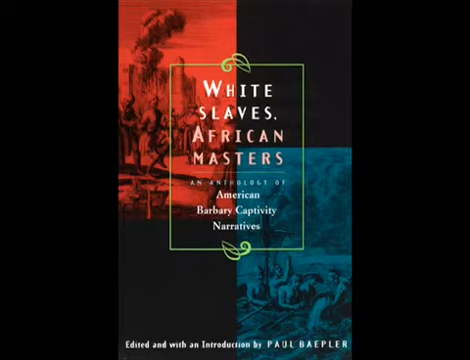 WHITE
SLAVES,
AFRICAN
MASTERS
AN ANTHOLOGY OF
American
Barbary Captivity
Narratives
Edited and with an Introduction by PAUL BAEPLER